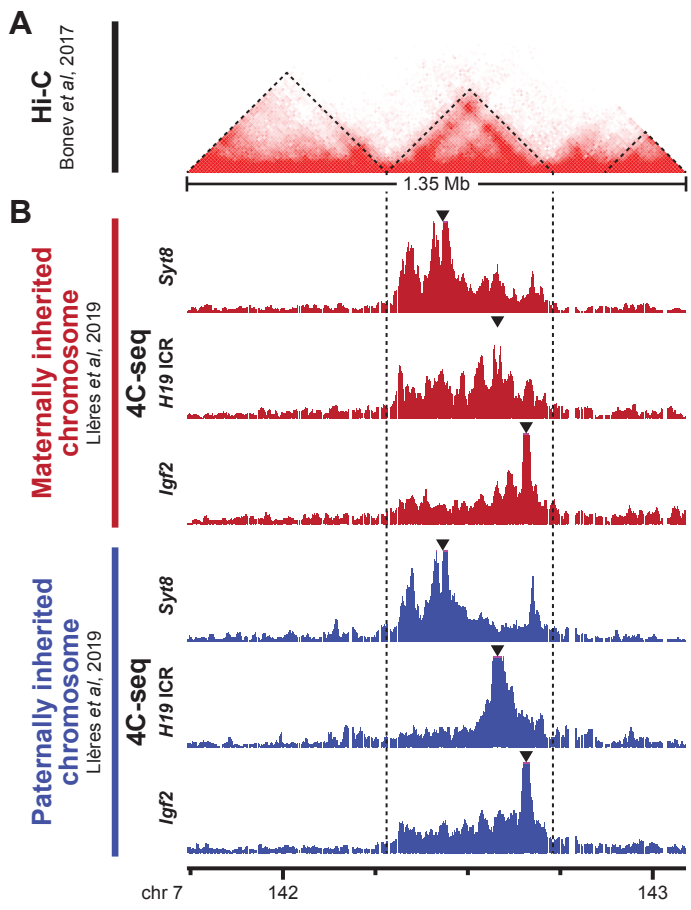 A
Hi-C
Bonev et al, 2017
1.35 Mb
B
Maternally inherited
chromosome
Llères et al, 2019
4C-seq
Syt8
H19 ICR
Igf2
Paternally inherited
chromosome
Llères et al, 2019
4C-seq
Syt8
H19 ICR
Igf2
chr 7
142
143